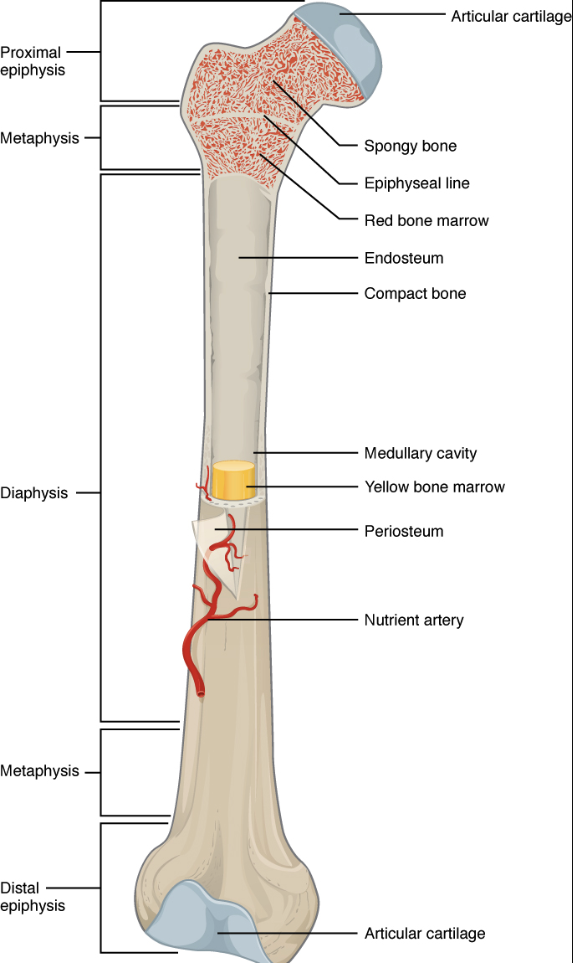 Articular cartilage
Proximal
epiphysis
Metaphysis
Spongy bone
Epiphyseal line
Red bone marrow
Endosteum
Compact bone
Medullary cavity
Yellow bone marrow
Diaphysis
Periosteum
Nutrient artery
Metaphysis
Distal
epiphysis
Articular cartilage